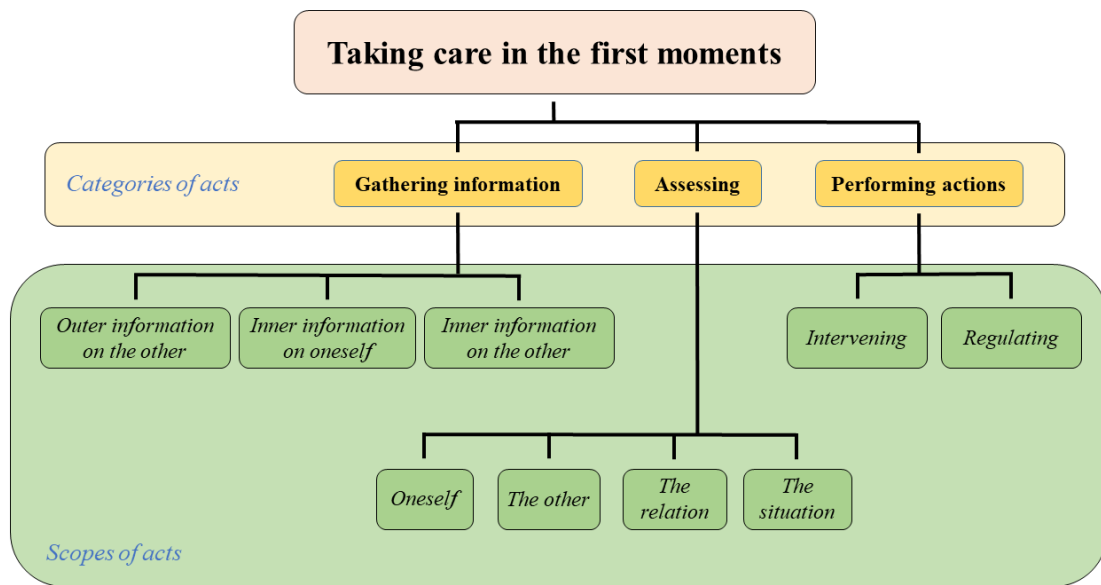 Taking care in the first moments
Categories of acts
Gathering information
Assessing
Performing actions
Outer information
on the other
Inner information
on oneself
Inner information
on the other
Intervening
Regulating
Oneself
The other
The
relation
The
situation
Scopes of acts